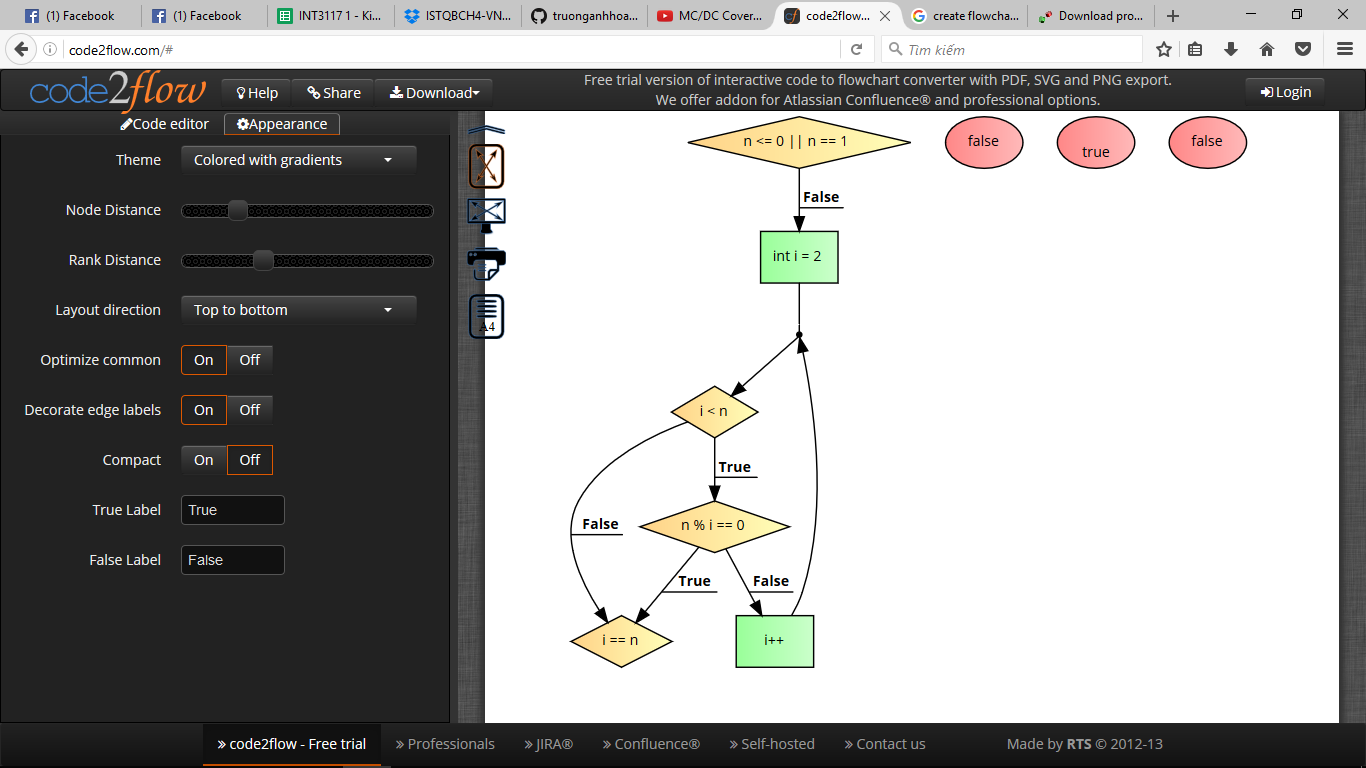 (1) Facebook
(1) Facebook
INT3117 1 - Ki...
ISTQBCH4-VN...
truonganhhoa...
MC/DC Cover...
code2flow...
create flowcha...
Download pro...
code2flow.com/#
Tìm kiếm
code2flow
Help
Share
Download
Free trial version of interactive code to flowchart converter with PDF, SVG and PNG export.
We offer addon for Atlassian Confluence® and professional options.
Login
Code editor
Appearance
Theme
Colored with gradients
Node Distance
Rank Distance
Layout direction
Top to bottom
Optimize common
On
Off
Decorate edge labels
On
Off
Compact
On
Off
True Label
True
False Label
False
A4
n <= 0 || n == 1
false
true
false
False
int i = 2
i < n
True
False
n % i == 0
True
False
i == n
i++
» code2flow - Free trial
» Professionals
» JIRA®
» Confluence®
» Self-hosted
» Contact us
Made by RTS © 2012-13